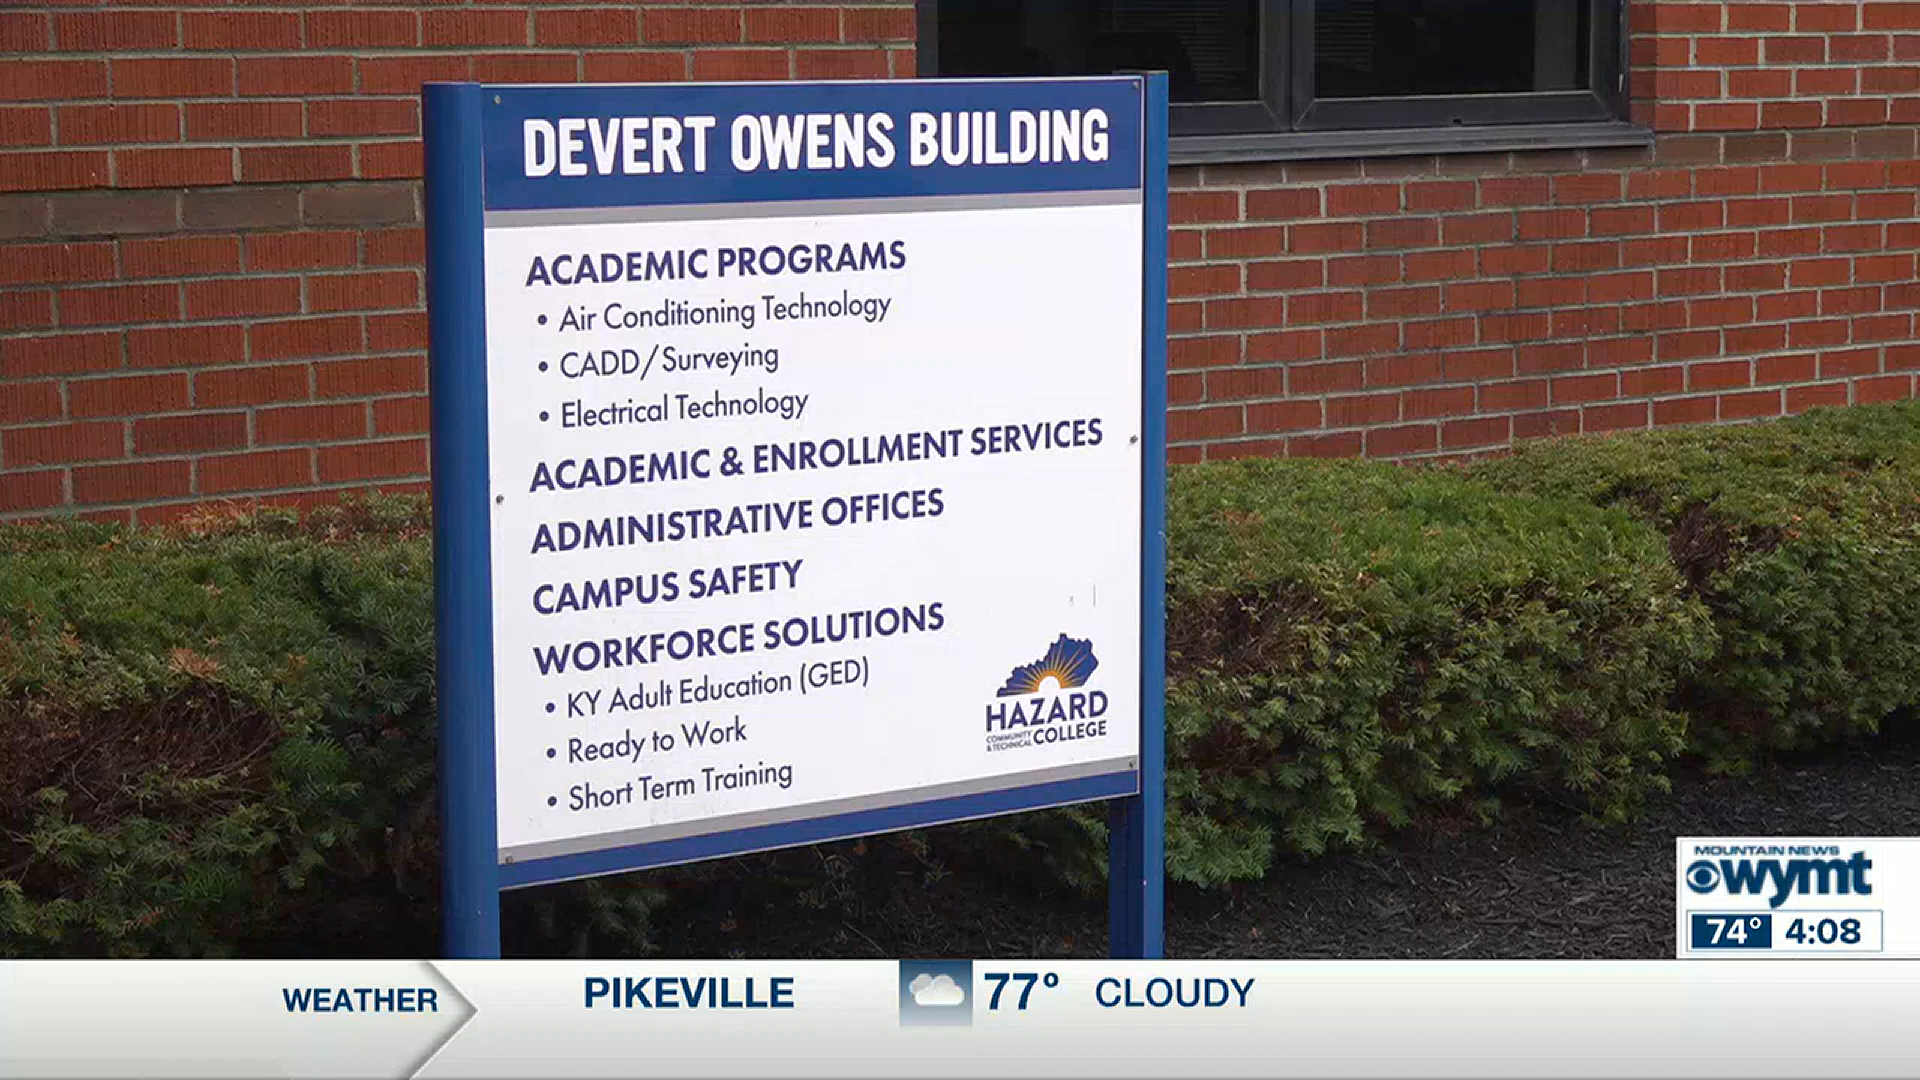 DEVERT OWENS BUILDING
ACADEMIC PROGRAMS
• Air Conditioning Technology
• CADD/Surveying
• Electrical Technology
ACADEMIC & ENROLLMENT SERVICES
ADMINISTRATIVE OFFICES
CAMPUS SAFETY
WORKFORCE SOLUTIONS
• KY Adult Education (GED)
• Ready to Work
• Short Term Training
HAZARD
COMMUNITY & TECHNICAL COLLEGE
MOUNTAIN NEWS
wymt
74° 4:08
WEATHER PIKEVILLE 77° CLOUDY